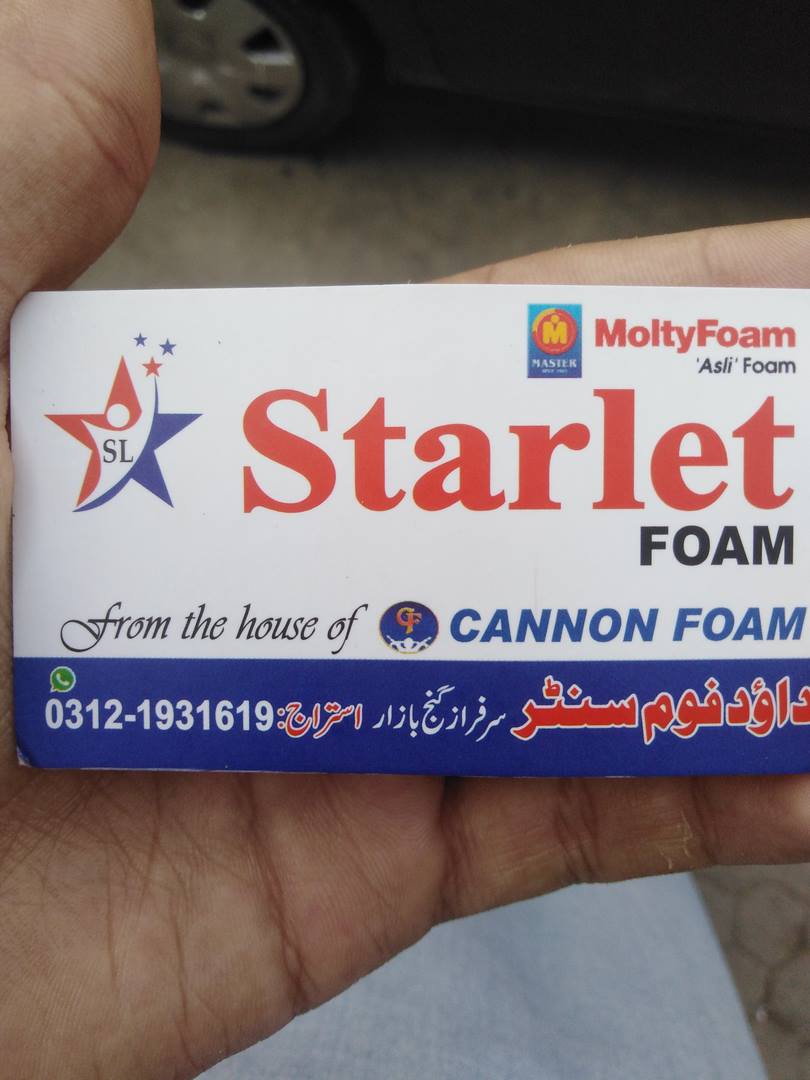 MASTER
MoltyFoam
'Asli' Foam
SL
Starlet
FOAM
From the house of CF CANNON FOAM
داؤد فوم سنٹر سرفراز گنج بازار استراج: 0312-1931619